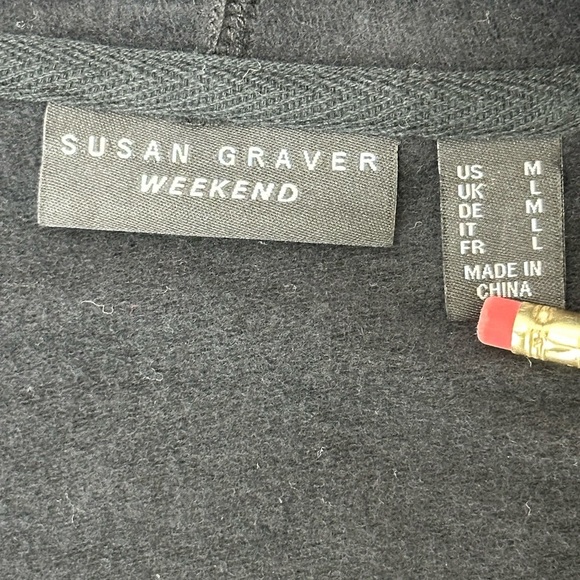 SUSAN GRAVER
WEEKEND
US M
UK L
DE M
IT L
FR L
MADE IN
CHINA